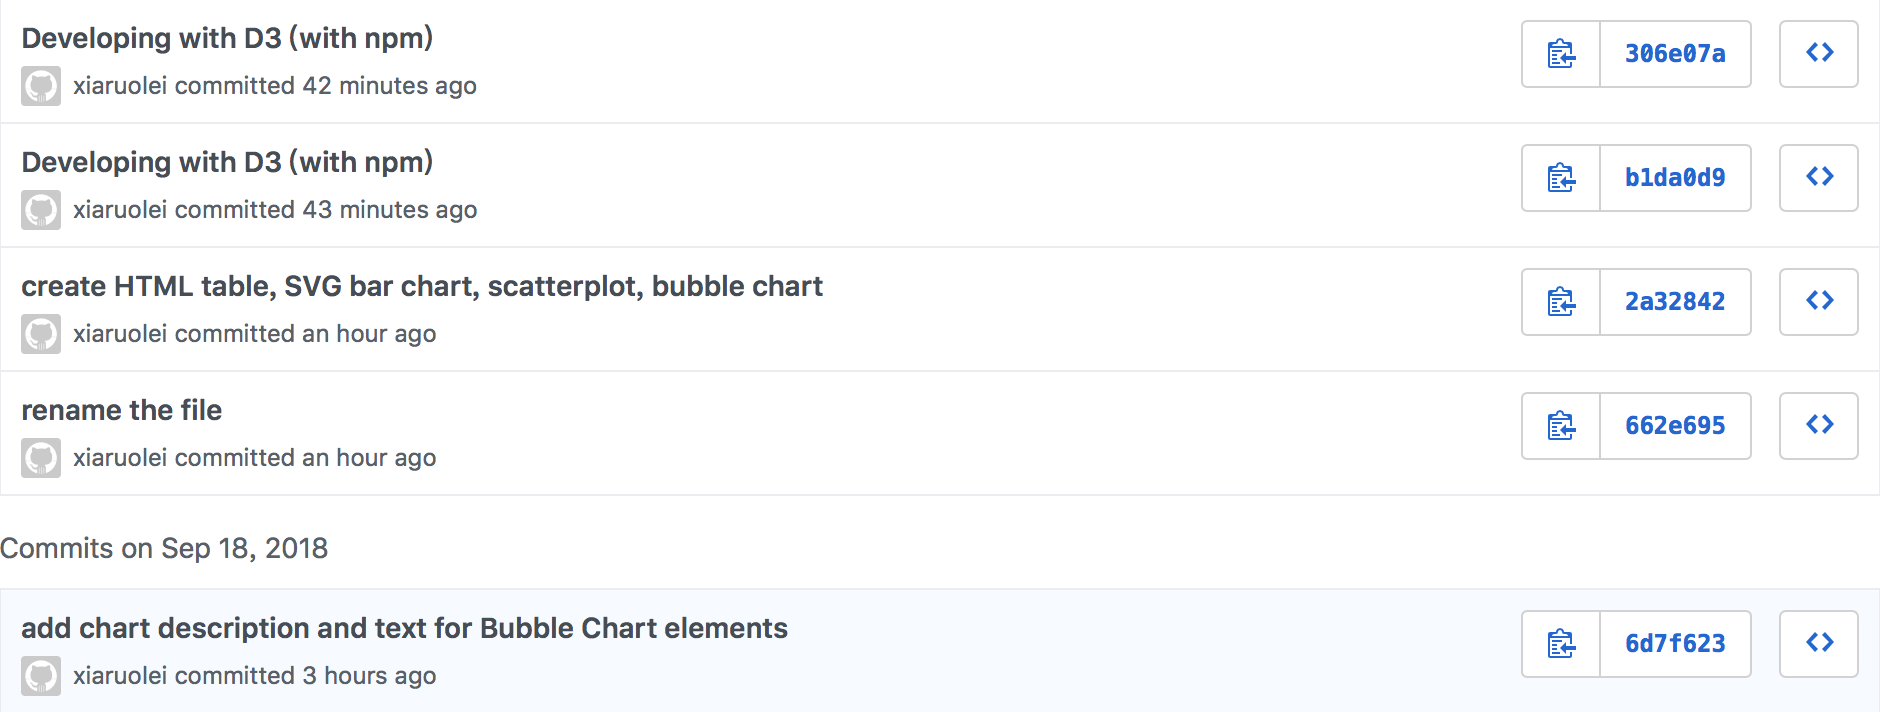 Developing with D3 (with npm)
xiaruolei committed 42 minutes ago
306e07a
Developing with D3 (with npm)
xiaruolei committed 43 minutes ago
b1da0d9
create HTML table, SVG bar chart, scatterplot, bubble chart
xiaruolei committed an hour ago
2a32842
rename the file
xiaruolei committed an hour ago
662e695
Commits on Sep 18, 2018
add chart description and text for Bubble Chart elements
xiaruolei committed 3 hours ago
6d7f623